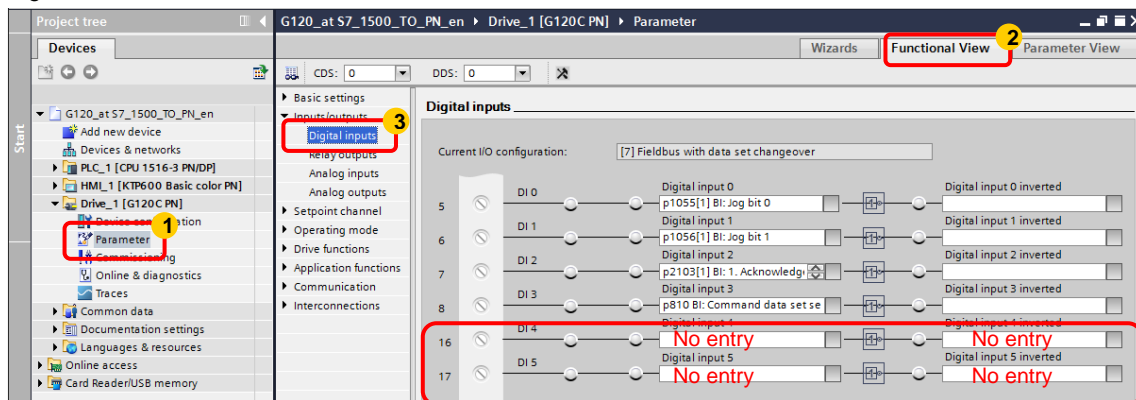 Project tree
G120_at S7_1500_TO_PN_en ▸ Drive_1 [G120C PN] ▸ Parameter
Devices
Wizards
Functional View
2
Parameter View
CDS: 0
DDS: 0
G120_at S7_1500_TO_PN_en
Add new device
Devices & networks
PLC_1 [CPU 1516-3 PN/DP]
HMI_1 [KTP600 Basic color PN]
Drive_1 [G120C PN]
1
Parameter
Commissioning
Online & diagnostics
Traces
Common data
Documentation settings
Languages & resources
Online access
Card Reader/USB memory
Start
Basic settings
Inputs/outputs
3
Digital inputs
Relay outputs
Analog inputs
Analog outputs
Setpoint channel
Operating mode
Drive functions
Application functions
Communication
Interconnections
Digital inputs
Current I/O configuration: [7] Fieldbus with data set changeover
Digital input 0
Digital input 0 inverted
5 DI 0 p1055[1] BI: Jog bit 0
Digital input 1
Digital input 1 inverted
6 DI 1 p1056[1] BI: Jog bit 1
Digital input 2
Digital input 2 inverted
7 DI 2 p2103[1] BI: 1. Acknowledg
Digital input 3
Digital input 3 inverted
8 DI 3 p810 BI: Command data set se
Digital input 4
Digital input 4 inverted
16 DI 4 No entry No entry
Digital input 5
Digital input 5 inverted
17 DI 5 No entry No entry